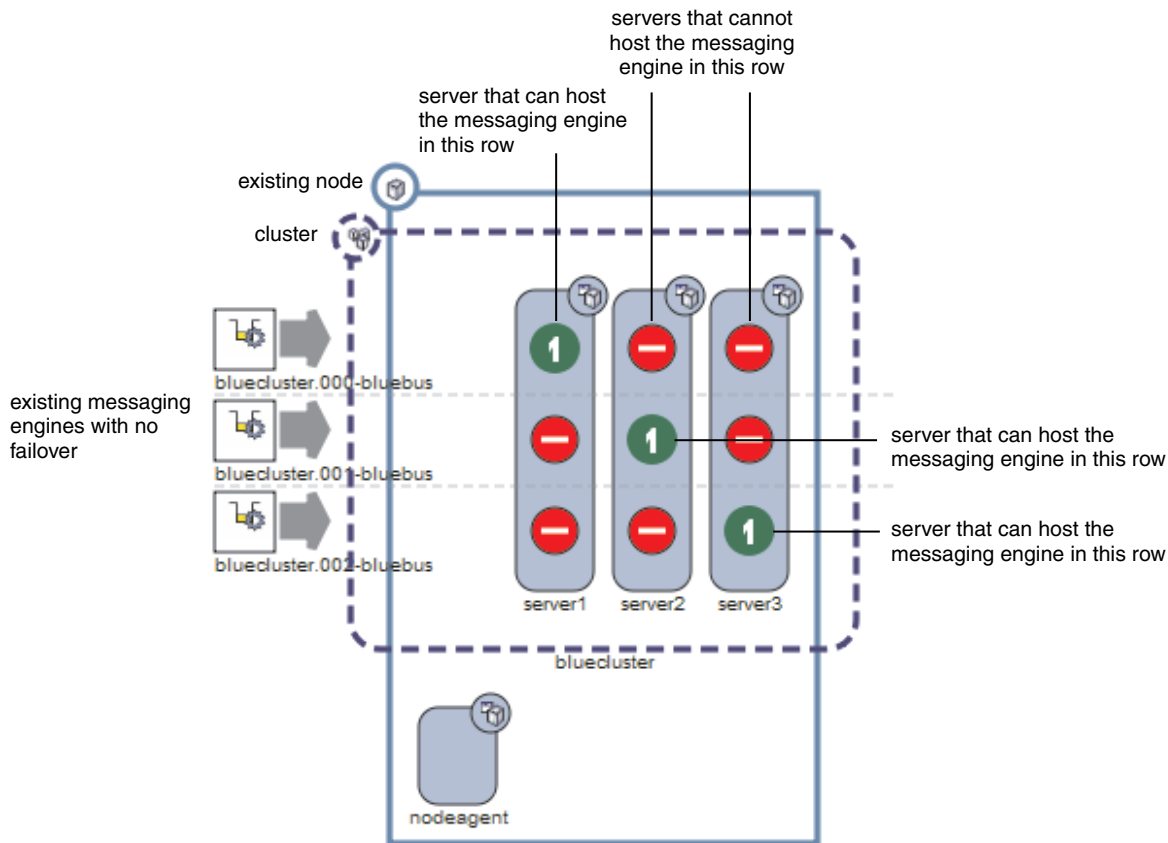 servers that cannot
host the messaging
engine in this row
server that can host
the messaging engine
in this row
existing node
cluster
1
bluecluster.000-bluebus
existing messaging
engines with no
failover
1
server that can host the
messaging engine in this row
bluecluster.001-bluebus
1
server that can host the
messaging engine in this row
bluecluster.002-bluebus
server1
server2
server3
bluecluster
nodeagent